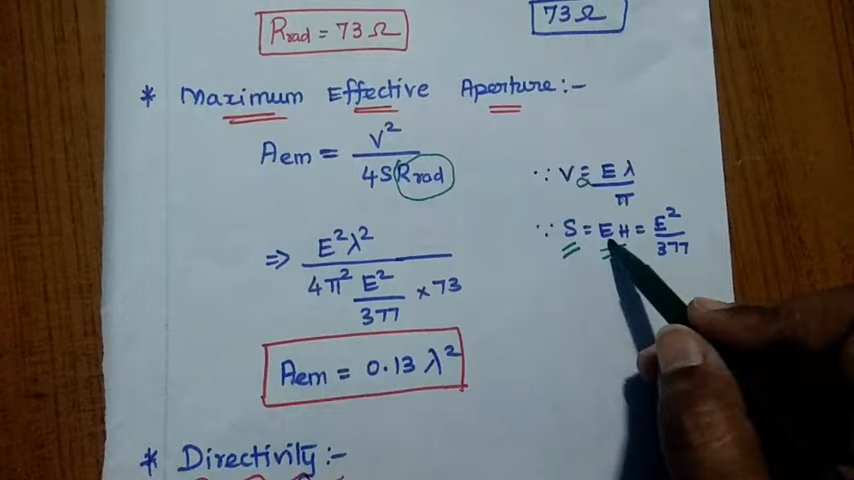 Rrad = 73 Ω
73 Ω
* Maximum Effective Aperture :-
Aem = V² / 4S Rrad
∵ V = Eλ / π
∵ S = EH = E² / 377
⇒ E²λ² / 4π² E²/377 × 73
Aem = 0.13 λ²
* Directivity :-